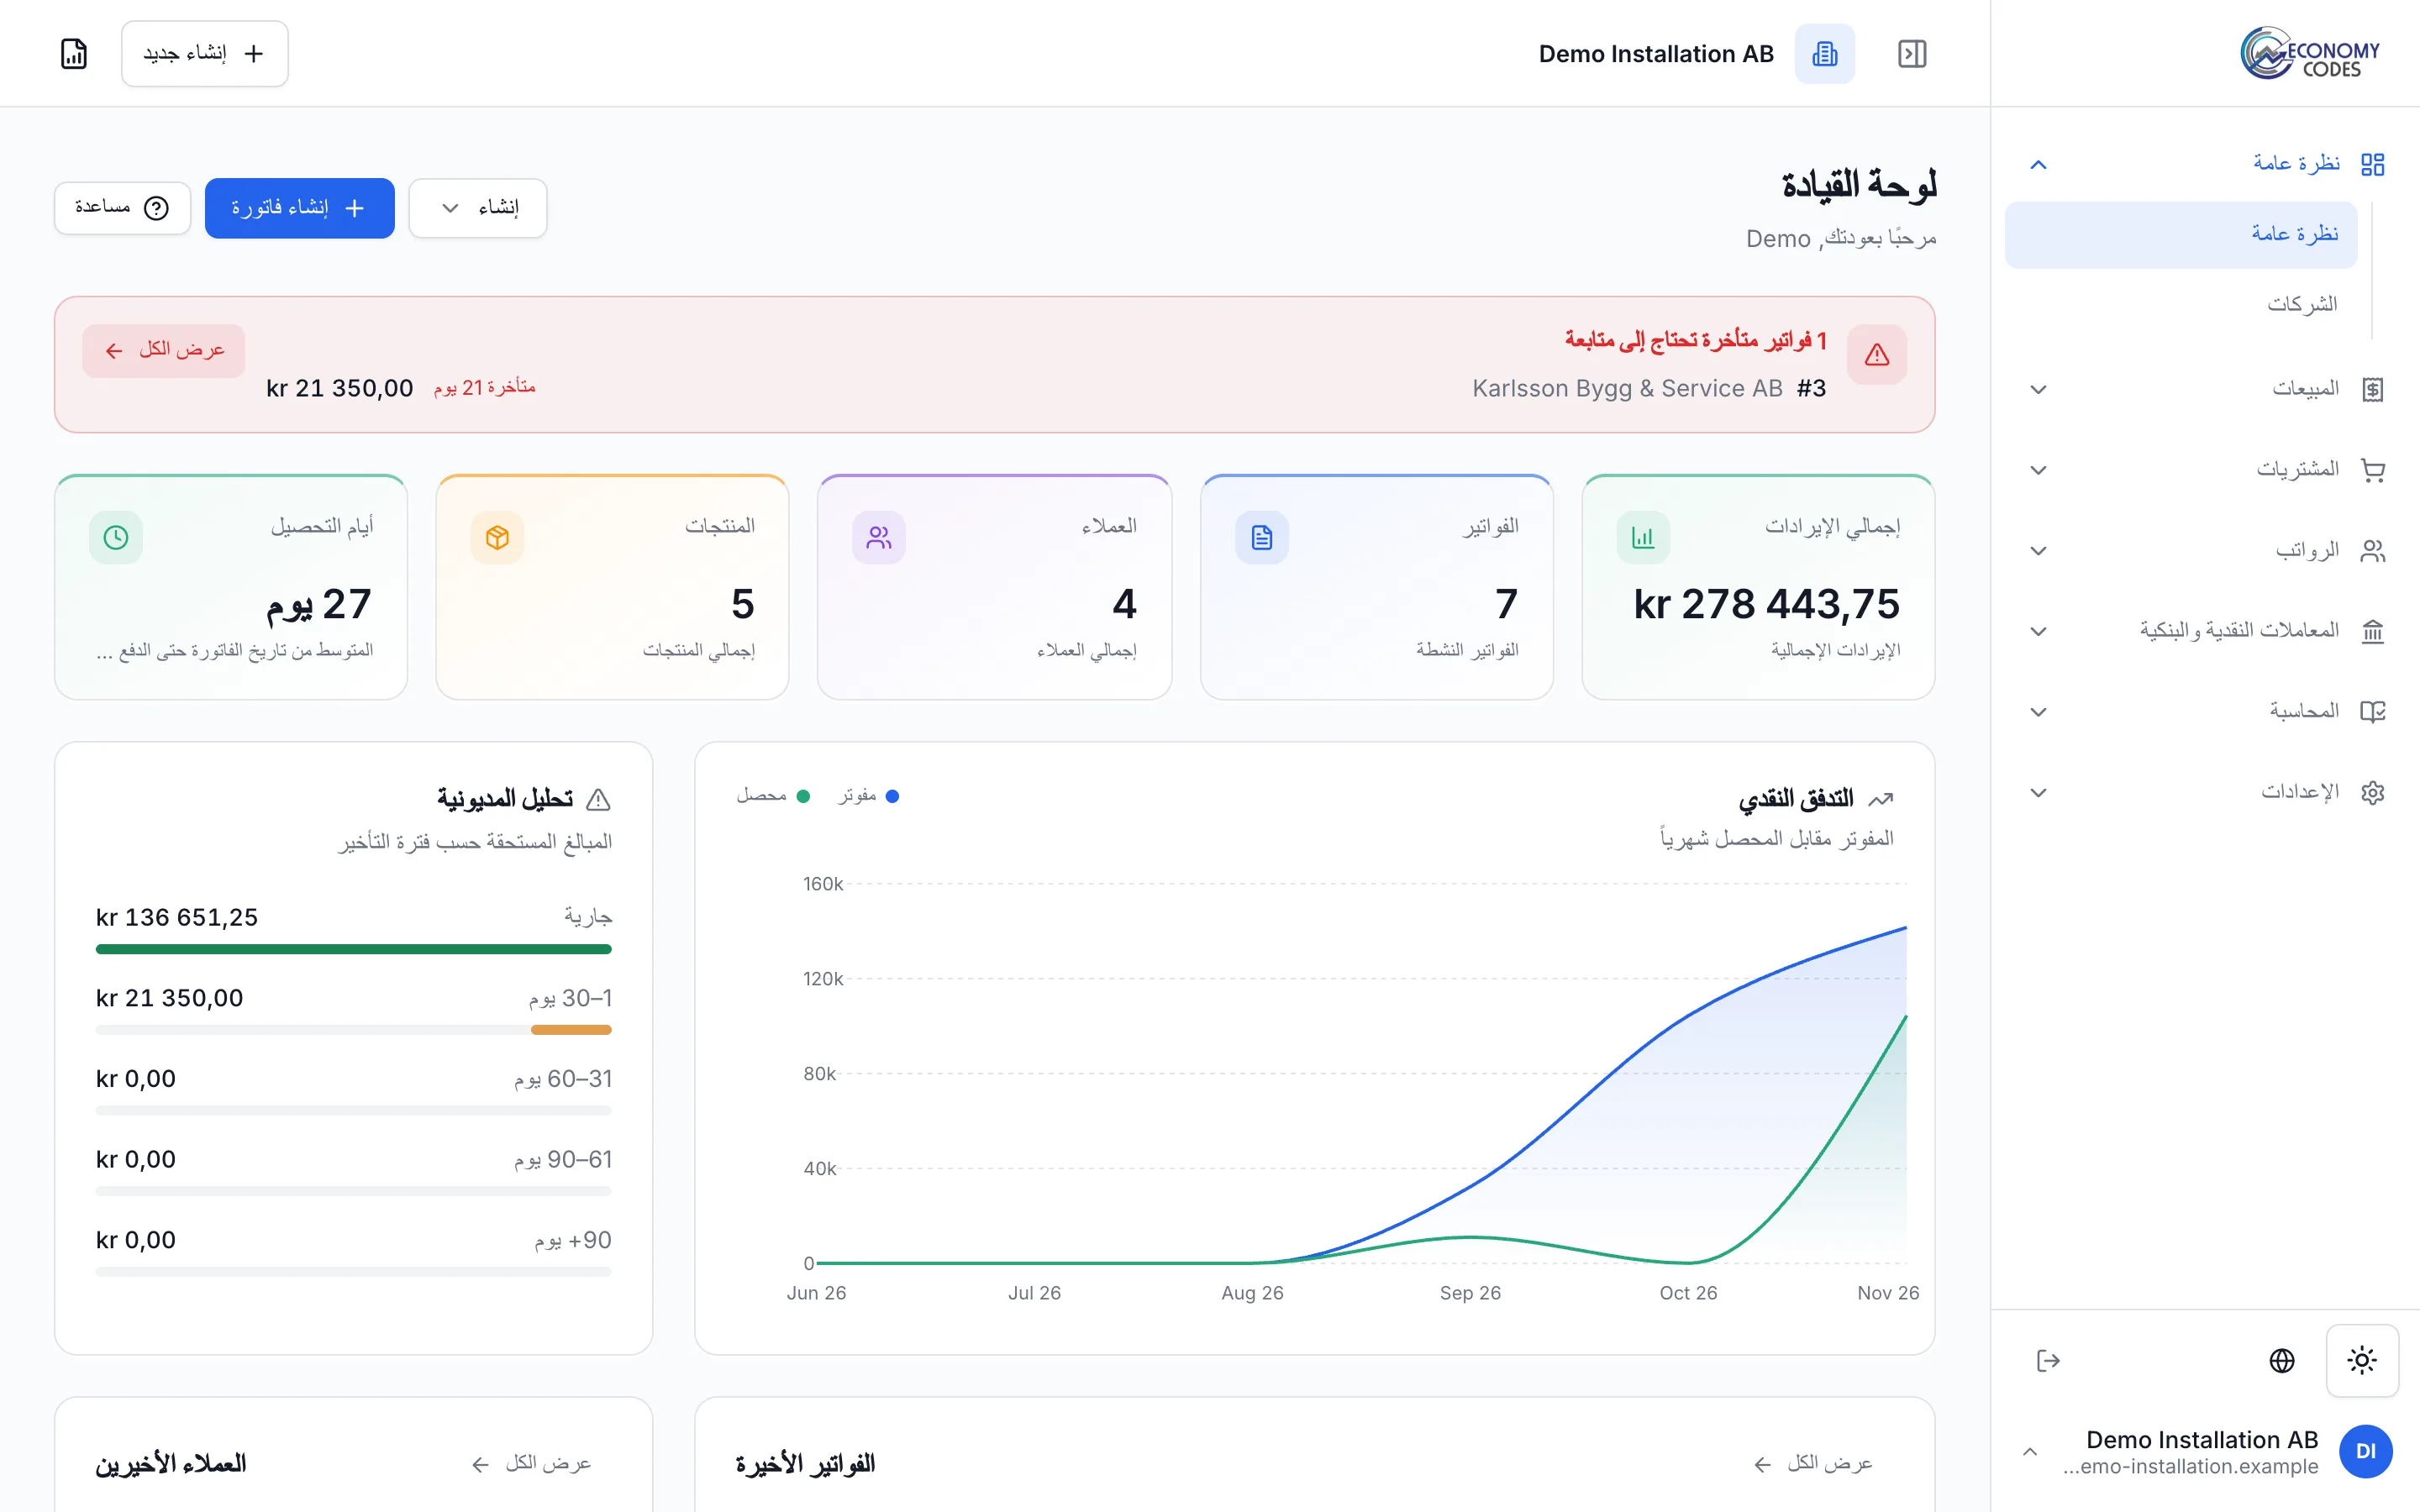 ECONOMY
CODES
نظرة عامة
نظرة عامة
الشركات
المبيعات
المشتريات
الرواتب
المعاملات النقدية والبنكية
المحاسبة
الإعدادات
DI
Demo Installation AB
...emo-installation.example
Demo Installation AB
إنشاء جديد
لوحة القيادة
مرحبًا بعودتك, Demo
إنشاء
إنشاء فاتورة
مساعدة
1 فواتير متأخرة تحتاج إلى متابعة
#3 Karlsson Bygg & Service AB
متأخرة 21 يوم
kr 21 350,00
عرض الكل
إجمالي الإيرادات
kr 278 443,75
الإيرادات الإجمالية
الفواتير
7
الفواتير النشطة
العملاء
4
إجمالي العملاء
المنتجات
5
إجمالي المنتجات
أيام التحصيل
27 يوم
المتوسط من تاريخ الفاتورة حتى الدفع ...
التدفق النقدي
المفوتر مقابل المحصل شهرياً
مفوتر
محصل
160k
120k
80k
40k
0
Jun 26
Jul 26
Aug 26
Sep 26
Oct 26
Nov 26
تحليل المديونية
المبالغ المستحقة حسب فترة التأخير
جارية
kr 136 651,25
1–30 يوم
kr 21 350,00
31–60 يوم
kr 0,00
61–90 يوم
kr 0,00
90+ يوم
kr 0,00
عرض الكل
الفواتير الأخيرة
عرض الكل
العملاء الأخيرين